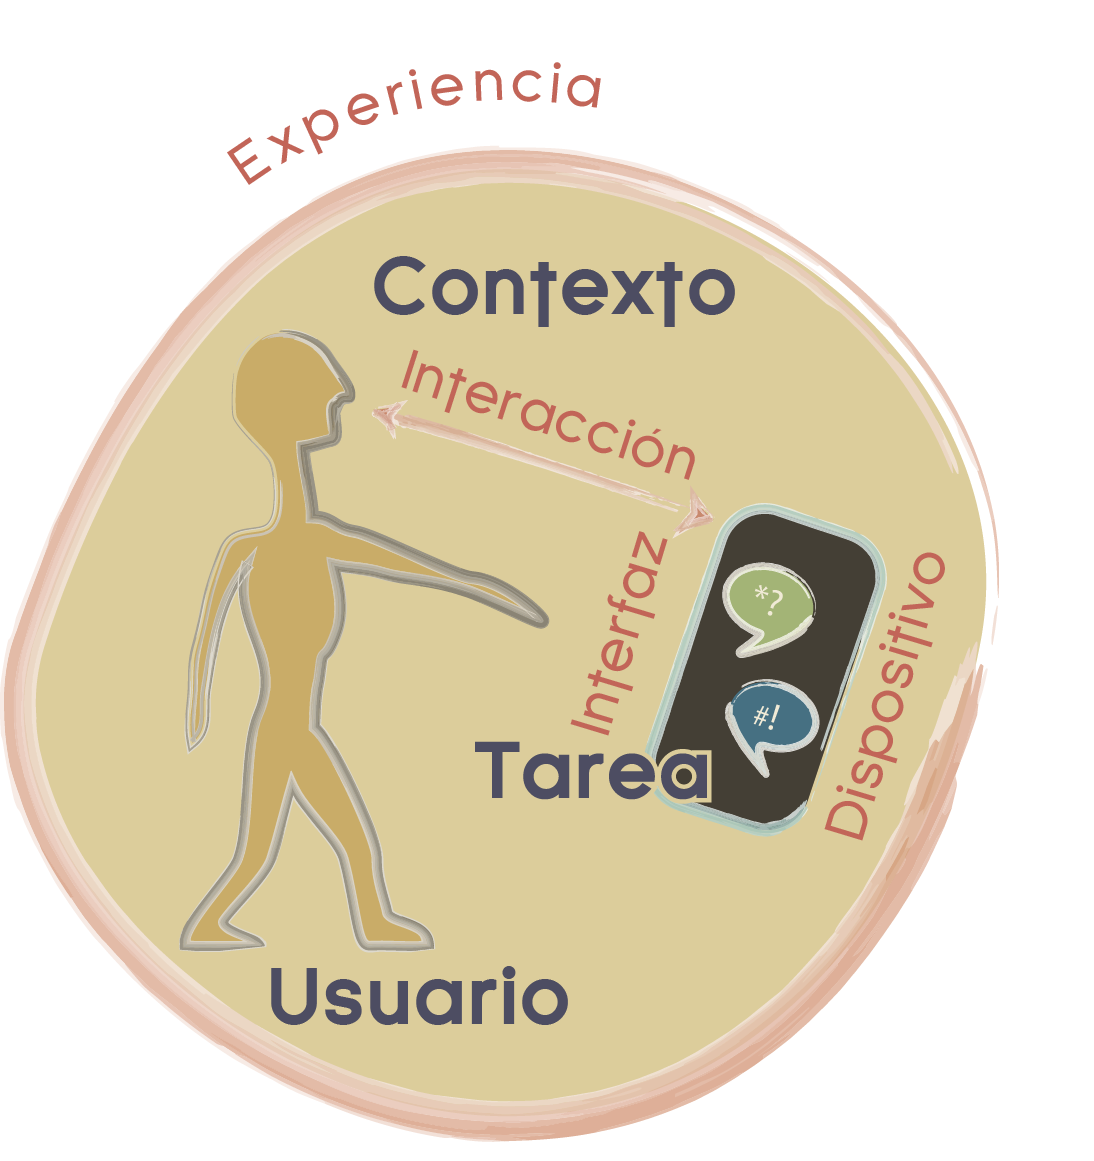 Experiencia
Contexto
Interacción
Interfaz
Dispositivo
*?
#!
Tarea
Usuario